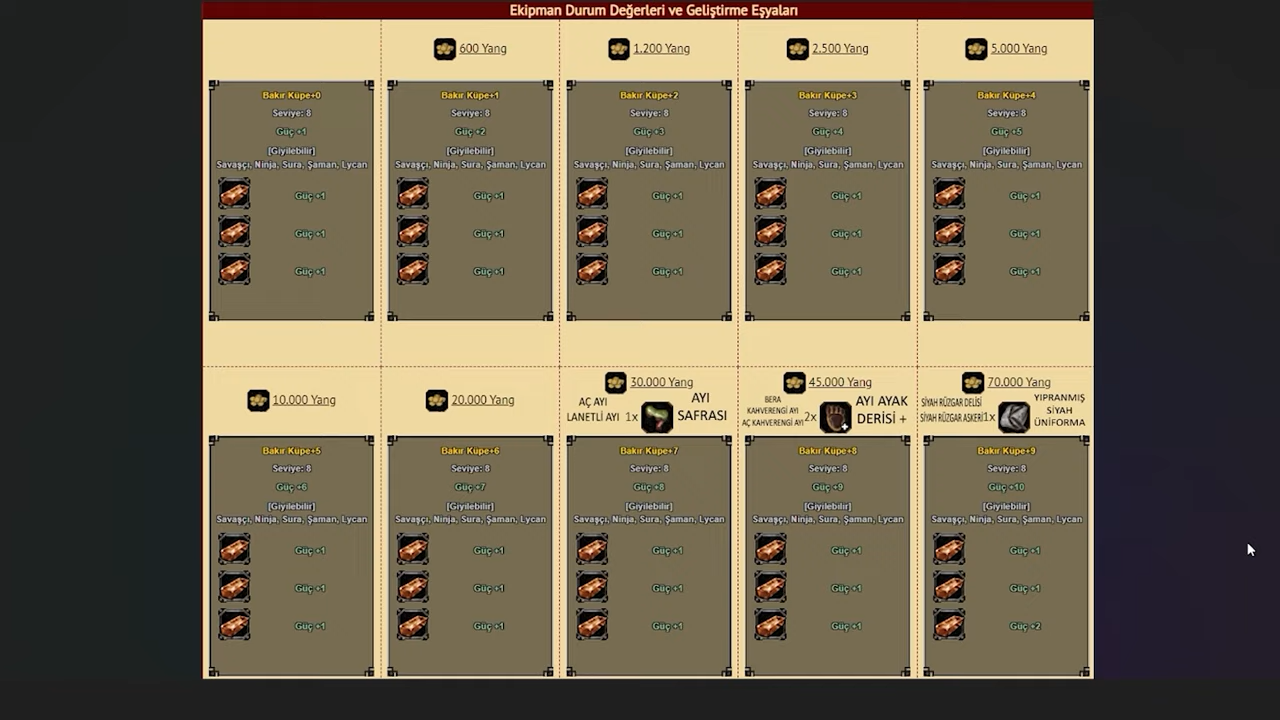 Ekipman Durum Değerleri ve Geliştirme Eşyaları
600 Yang
1.200 Yang
2.500 Yang
5.000 Yang
Bakır Küpe+0
Seviye: 8
Güç +1
[Giyilebilir]
Savaşçı, Ninja, Sura, Şaman, Lycan
Güç +1
Güç +1
Güç +1
Bakır Küpe+1
Seviye: 8
Güç +2
[Giyilebilir]
Savaşçı, Ninja, Sura, Şaman, Lycan
Güç +1
Güç +1
Güç +1
Bakır Küpe+2
Seviye: 8
Güç +3
[Giyilebilir]
Savaşçı, Ninja, Sura, Şaman, Lycan
Güç +1
Güç +1
Güç +1
Bakır Küpe+3
Seviye: 8
Güç +4
[Giyilebilir]
Savaşçı, Ninja, Sura, Şaman, Lycan
Güç +1
Güç +1
Güç +1
Bakır Küpe+4
Seviye: 8
Güç +5
[Giyilebilir]
Savaşçı, Ninja, Sura, Şaman, Lycan
Güç +1
Güç +1
Güç +1
10.000 Yang
Bakır Küpe+5
Seviye: 8
Güç +6
[Giyilebilir]
Savaşçı, Ninja, Sura, Şaman, Lycan
Güç +1
Güç +1
Güç +1
20.000 Yang
Bakır Küpe+6
Seviye: 8
Güç +7
[Giyilebilir]
Savaşçı, Ninja, Sura, Şaman, Lycan
Güç +1
Güç +1
Güç +1
30.000 Yang
AÇ AYI
LANETLİ AYI
1x
AYI
SAFRASI
Bakır Küpe+7
Seviye: 8
Güç +8
[Giyilebilir]
Savaşçı, Ninja, Sura, Şaman, Lycan
Güç +1
Güç +1
Güç +1
45.000 Yang
BERA
KAHVERENGİ AYI
AÇ KAHVERENGİ AYI
2x
AYI AYAK
DERİSİ +
Bakır Küpe+8
Seviye: 8
Güç +9
[Giyilebilir]
Savaşçı, Ninja, Sura, Şaman, Lycan
Güç +1
Güç +1
Güç +1
70.000 Yang
SİYAH RÜZGAR DELİSİ
SİYAH RÜZGAR ASKERİ
1x
YIPRANMIŞ
SİYAH
ÜNİFORMA
Bakır Küpe+9
Seviye: 8
Güç +10
[Giyilebilir]
Savaşçı, Ninja, Sura, Şaman, Lycan
Güç +1
Güç +1
Güç +2